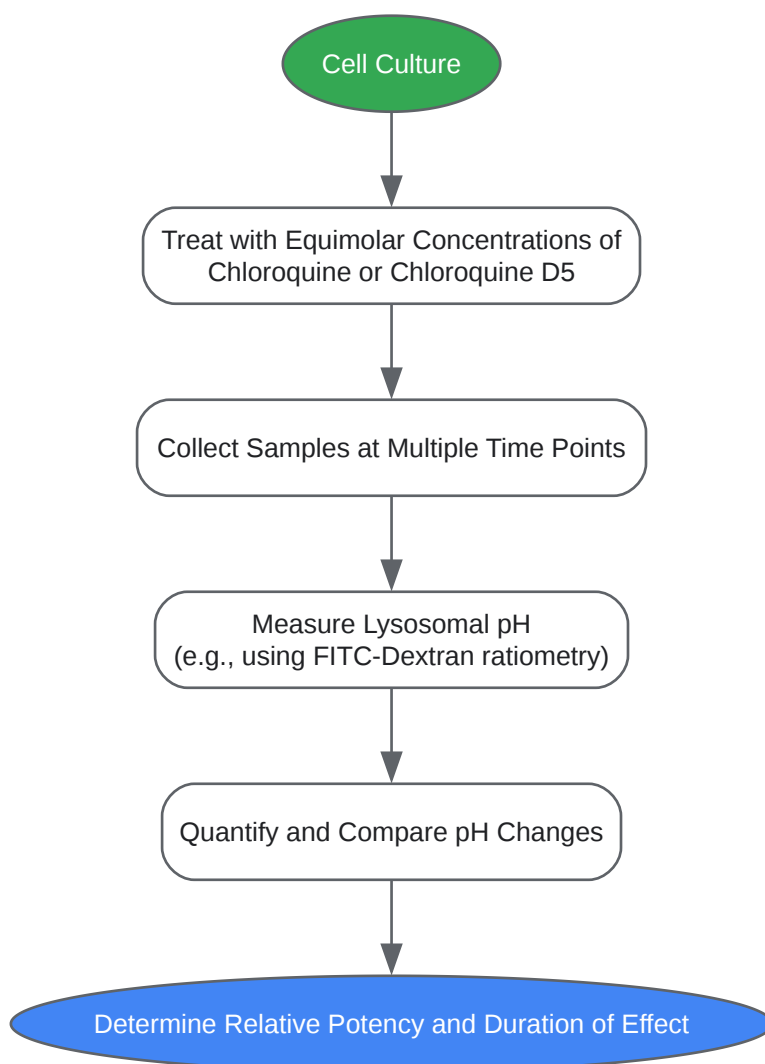 Cell Culture
Treat with Equimolar Concentrations of
Chloroquine or Chloroquine D5
Collect Samples at Multiple Time Points
Measure Lysosomal pH
(e.g., using FITC-Dextran ratiometry)
Quantify and Compare pH Changes
Determine Relative Potency and Duration of Effect